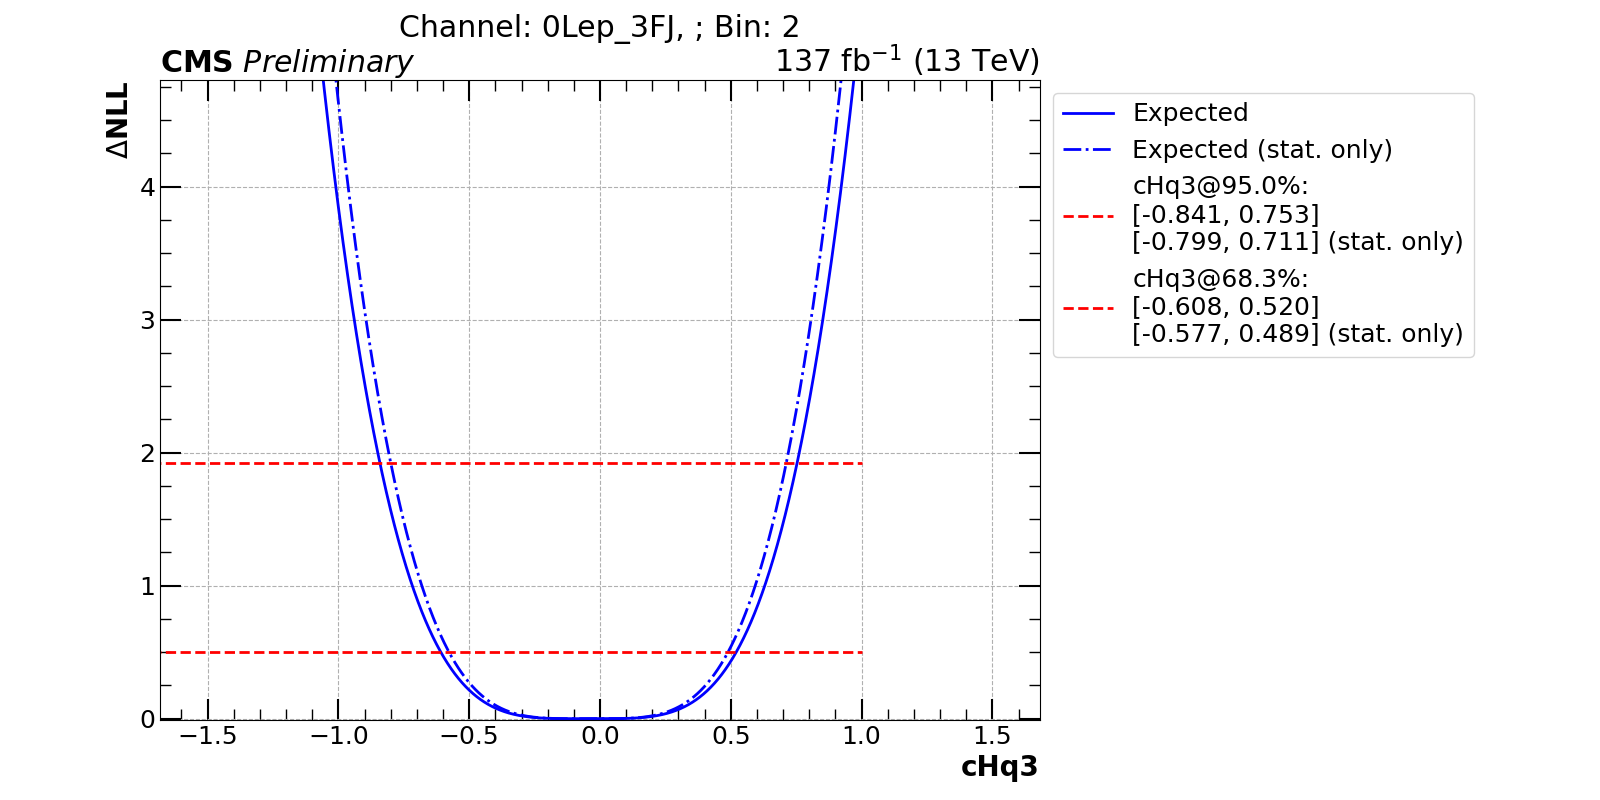 Channel: 0Lep_3FJ, ; Bin: 2
CMS Preliminary
137 fb⁻¹ (13 TeV)
ΔNLL
4
3
2
1
0
−1.5
−1.0
−0.5
0.0
0.5
1.0
1.5
cHq3
Expected
Expected (stat. only)
cHq3@95.0%:
[-0.841, 0.753]
[-0.799, 0.711] (stat. only)
cHq3@68.3%:
[-0.608, 0.520]
[-0.577, 0.489] (stat. only)